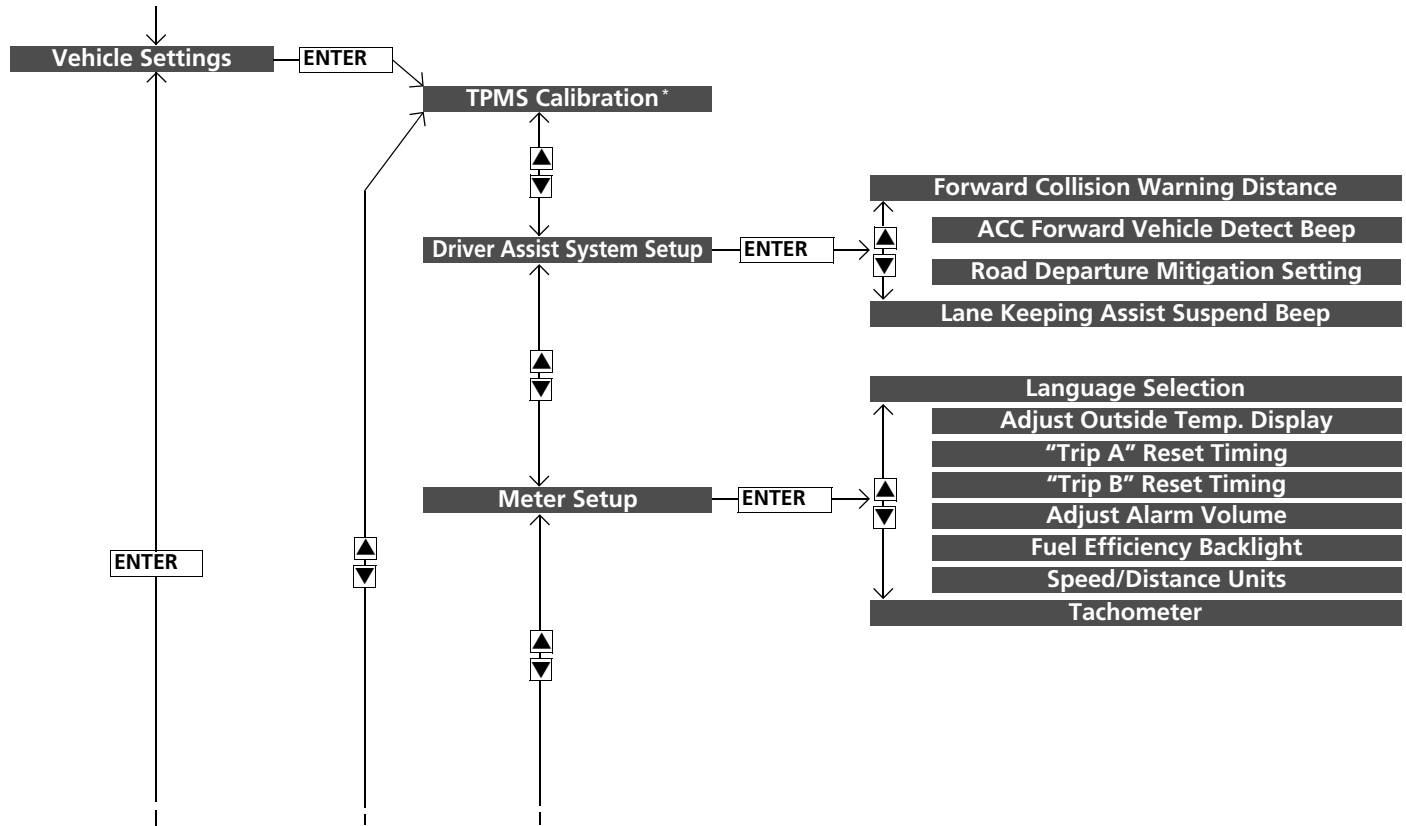 Vehicle Settings
ENTER
TPMS Calibration*
Forward Collision Warning Distance
ACC Forward Vehicle Detect Beep
Driver Assist System Setup
ENTER
Road Departure Mitigation Setting
Lane Keeping Assist Suspend Beep
Language Selection
Adjust Outside Temp. Display
“Trip A” Reset Timing
“Trip B” Reset Timing
Meter Setup
ENTER
Adjust Alarm Volume
Fuel Efficiency Backlight
ENTER
Speed/Distance Units
Tachometer